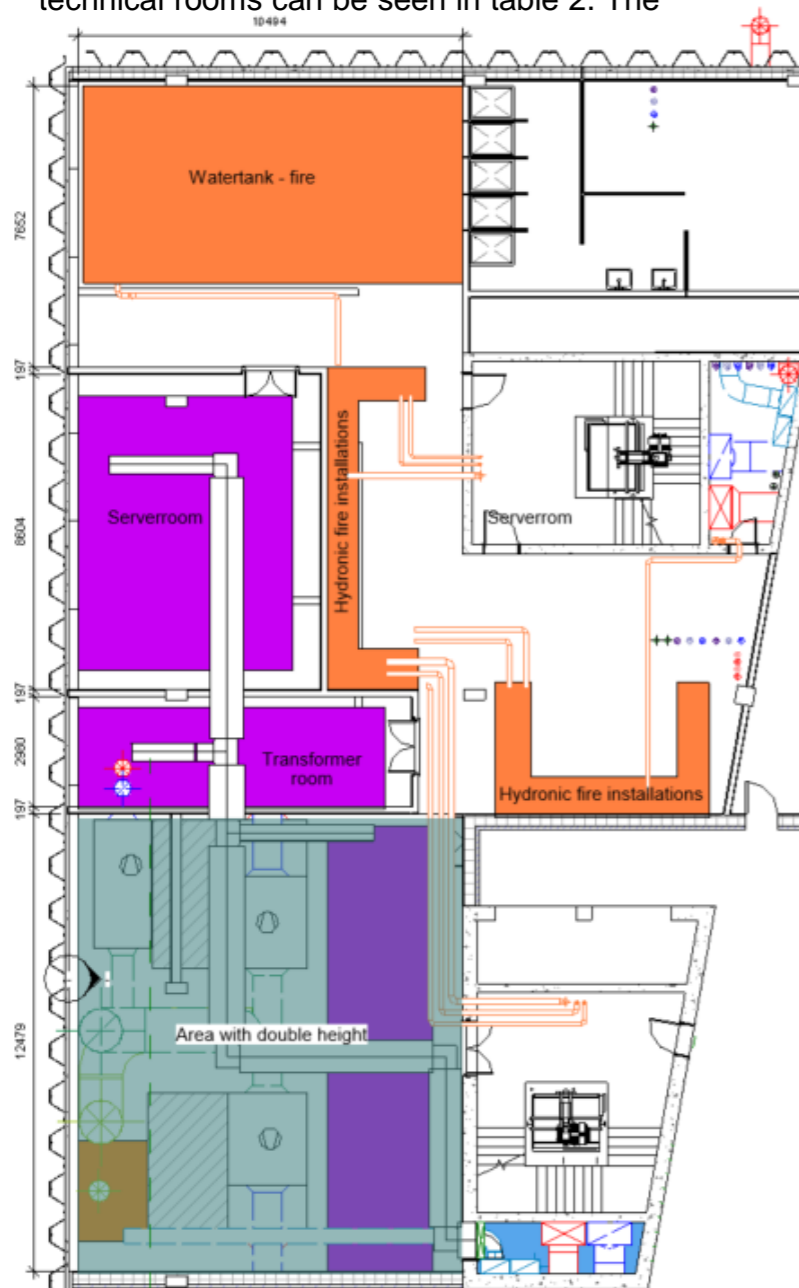 technical rooms can be seen in table 2. The
10494
Watertank - fire
7652
197
Hydronic fire installations
Serverroom
Serverrom
8604
197
2980
Transformer
room
Hydronic fire installations
197
Area with double height
12479